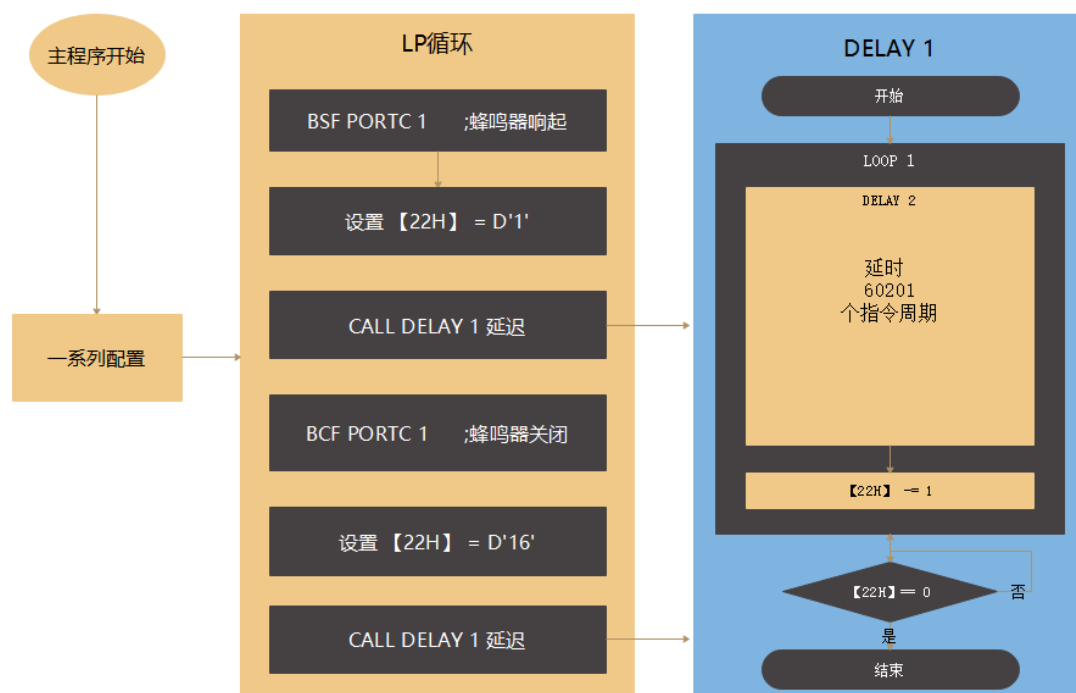 主程序开始
一系列配置
LP循环
BSF PORTC 1 ;蜂鸣器响起
设置 【22H】 = D'1'
CALL DELAY 1 延迟
BCF PORTC 1 ;蜂鸣器关闭
设置 【22H】 = D'16'
CALL DELAY 1 延迟
DELAY 1
开始
LOOP 1
DELAY 2
延时
60201
个指令周期
【22H】 -= 1
【22H】== 0
否
是
结束